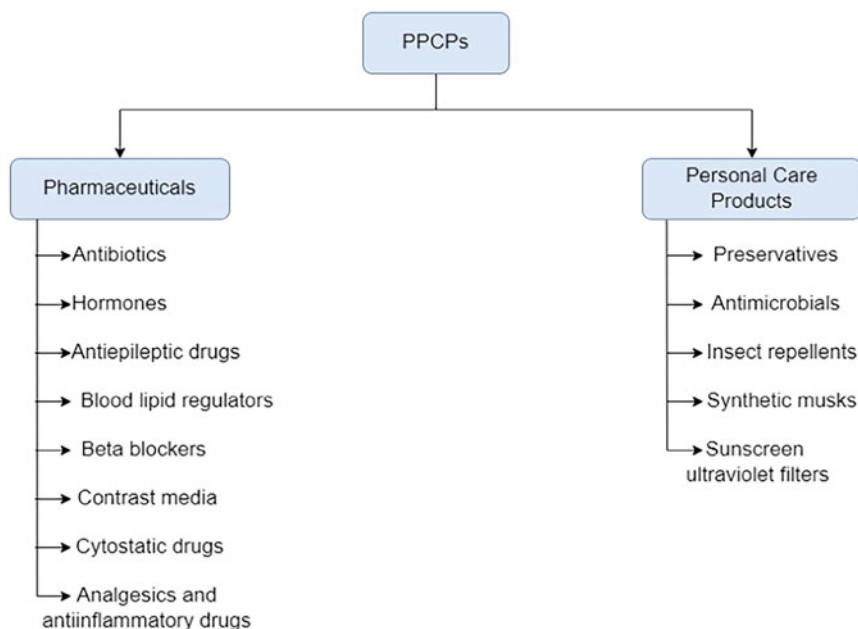 PPCPs
Pharmaceuticals
Antibiotics
Hormones
Antiepileptic drugs
Blood lipid regulators
Beta blockers
Contrast media
Cytostatic drugs
Analgesics and
antiinflammatory drugs
Personal Care
Products
Preservatives
Antimicrobials
Insect repellents
Synthetic musks
Sunscreen
ultraviolet filters